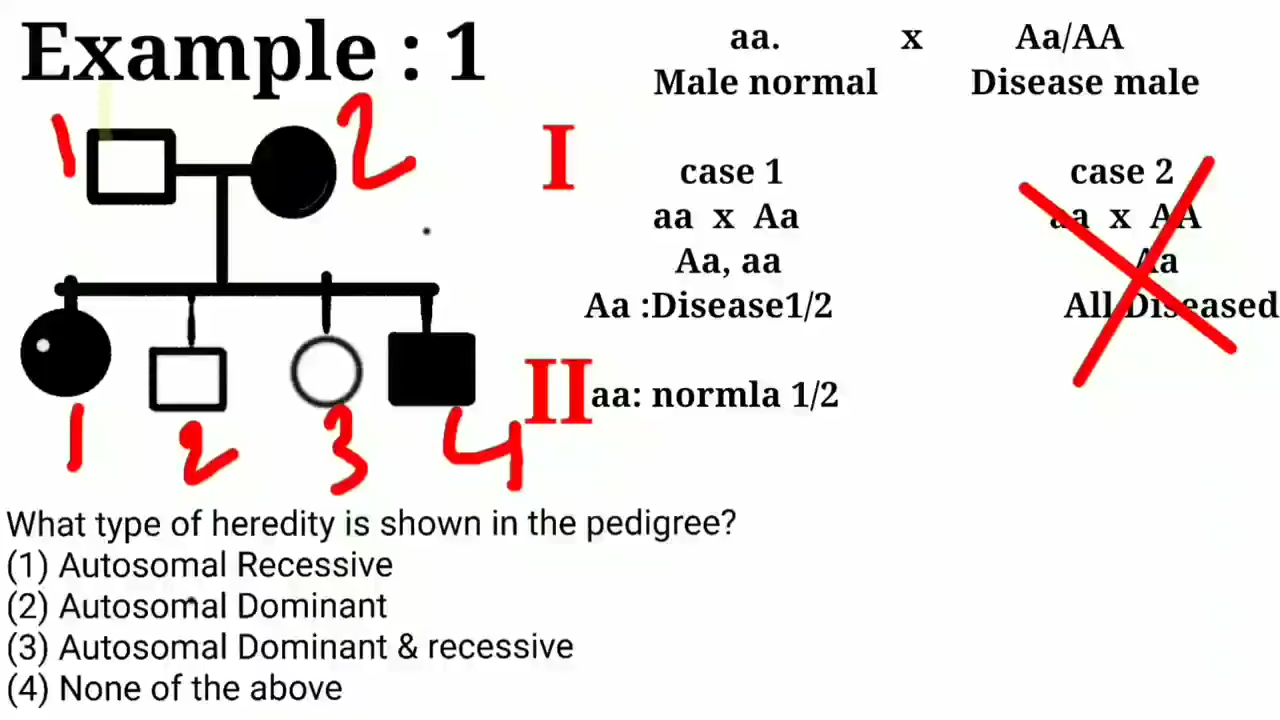 Example : 1
1
2
1
2
3
4
aa. x Aa/AA
Male normal Disease male
I
case 1
aa x Aa
Aa, aa
Aa :Disease1/2
II
aa: normla 1/2
case 2
aa x AA
Aa
All Diseased
What type of heredity is shown in the pedigree?
(1) Autosomal Recessive
(2) Autosomal Dominant
(3) Autosomal Dominant & recessive
(4) None of the above